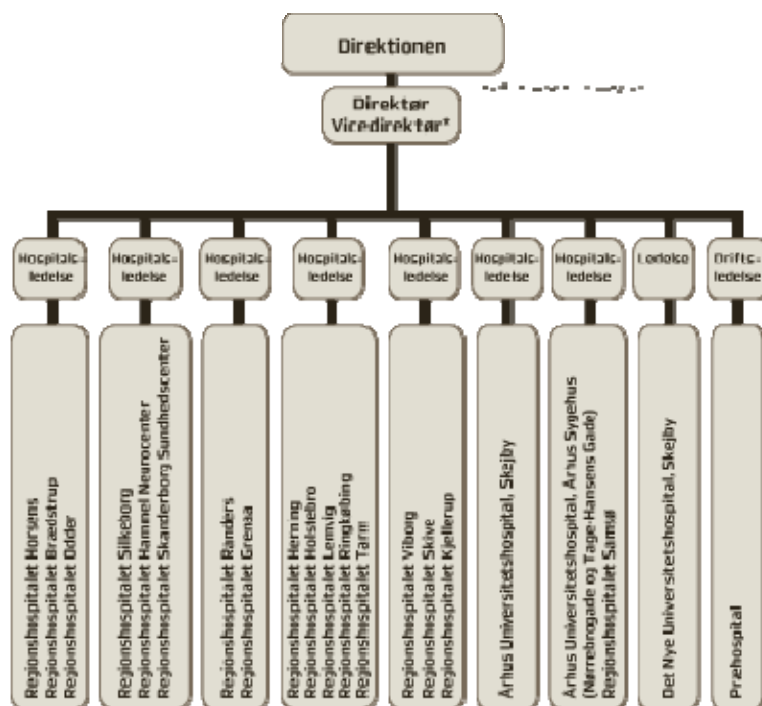 Direktionen
Direktør
Vicedirektør*
Hospitals-
ledelse
Hospitals-
ledelse
Hospitals-
ledelse
Hospitals-
ledelse
Hospitals-
ledelse
Hospitals-
ledelse
Hospitals-
ledelse
Ledelse
Drifts-
ledelse
Regionshospitalet Horsens
Regionshospitalet Brædstrup
Regionshospitalet Odder
Regionshospitalet Silkeborg
Regionshospitalet Hammel Neurocenter
Regionshospitalet Skanderborg Sundhedscenter
Regionshospitalet Randers
Regionshospitalet Grenaa
Regionshospitalet Herning
Regionshospitalet Holstebro
Regionshospitalet Lemvig
Regionshospitalet Ringkøbing
Regionshospitalet Tarm
Regionshospitalet Viborg
Regionshospitalet Skive
Regionshospitalet Kjellerup
Århus Universitetshospital, Skejby
Århus Universitetshospital, Århus Sygehus
(Nørrebrogade og Tage-Hansens Gade)
Regionshospitalet Samsø
Det Nye Universitetshospital, Skejby
Præhospital